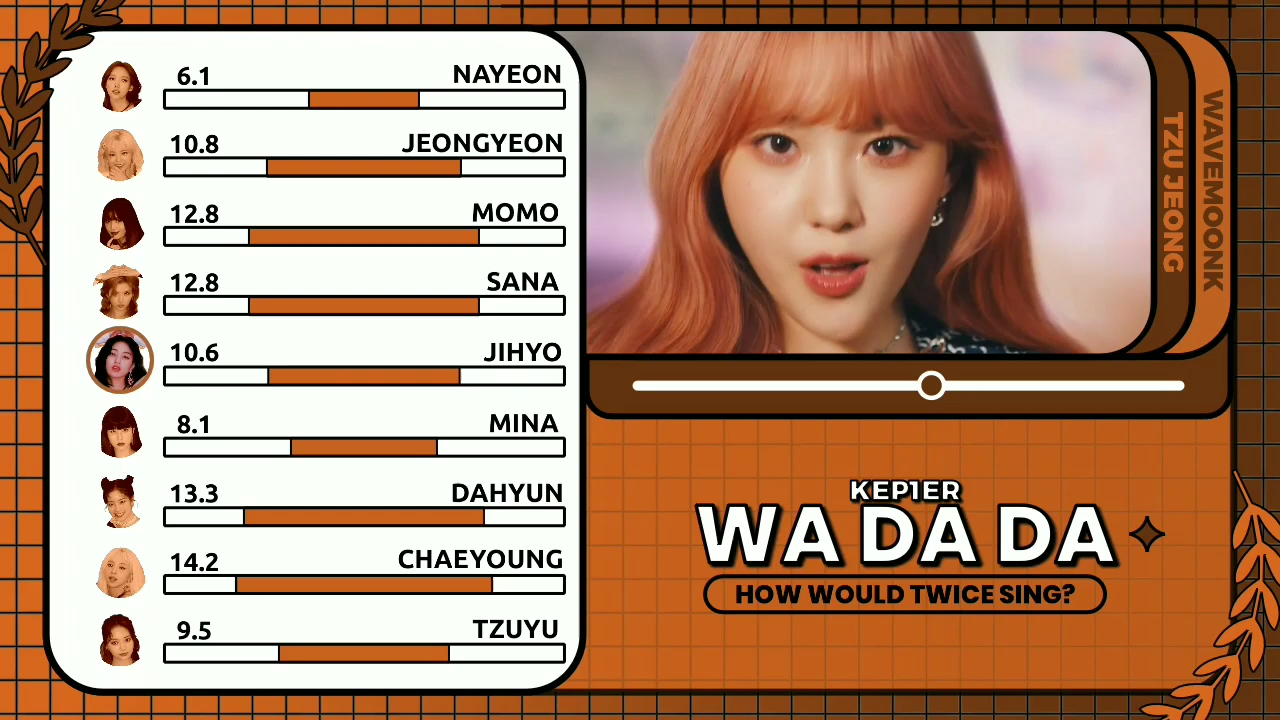 6.1 NAYEON
10.8 JEONGYEON
12.8 MOMO
12.8 SANA
10.6 JIHYO
8.1 MINA
13.3 DAHYUN
14.2 CHAEYOUNG
9.5 TZUYU
WAVEMOONK
TZU JEONG
KEP1ER
WA DA DA
HOW WOULD TWICE SING?